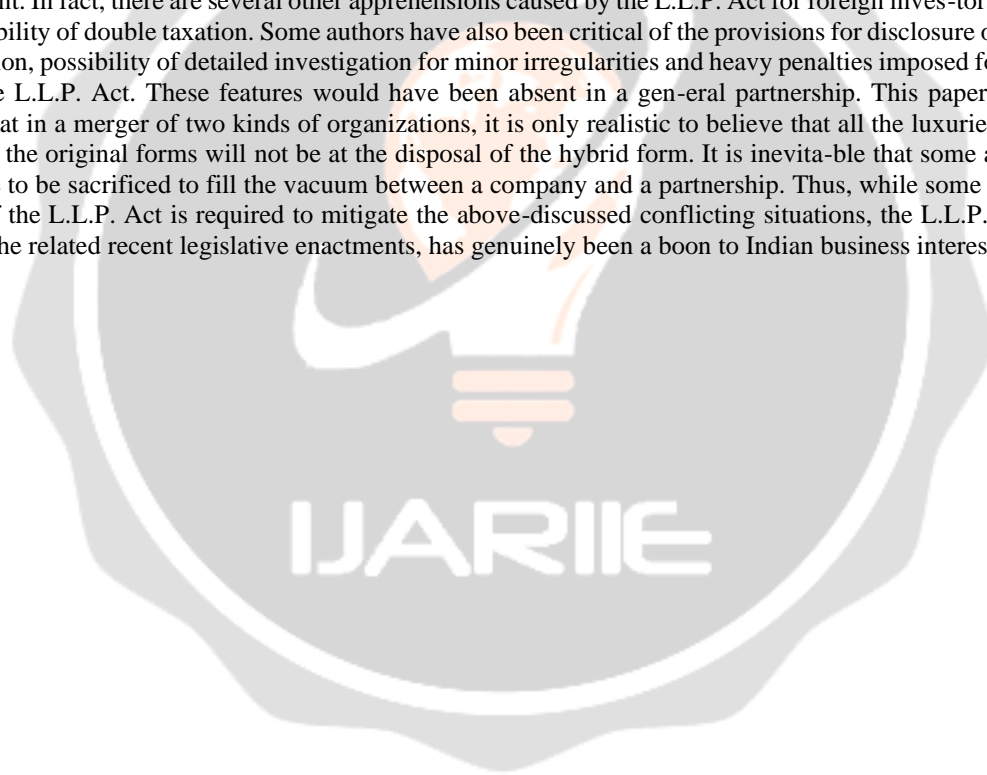 nt. In fact, there are several other apprehensions caused by the L.L.P. Act for foreign inves-tor
bility of double taxation. Some authors have also been critical of the provisions for disclosure o
ion, possibility of detailed investigation for minor irregularities and heavy penalties imposed fo
e L.L.P. Act. These features would have been absent in a gen-eral partnership. This paper
at in a merger of two kinds of organizations, it is only realistic to believe that all the luxurie
the original forms will not be at the disposal of the hybrid form. It is inevita-ble that some a
to be sacrificed to fill the vacuum between a company and a partnership. Thus, while some
f the L.L.P. Act is required to mitigate the above-discussed conflicting situations, the L.L.P.
he related recent legislative enactments, has genuinely been a boon to Indian business interes
IJARIIE